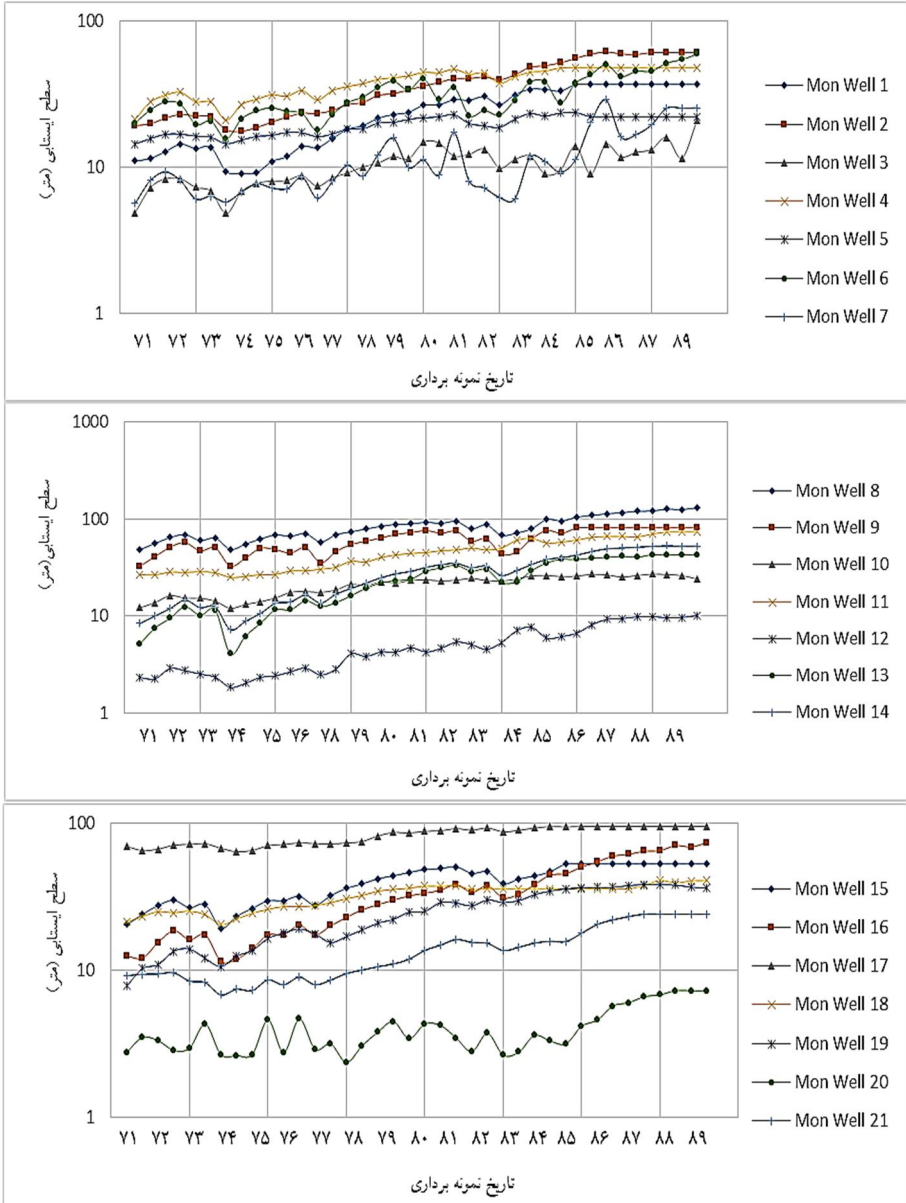 100
10
1
سطح ایستابی (متر)
۷۱ ۷۲ ۷۳ ۷٤ ۷۵ ۷٦ ۷۷ ۷۸ ۷۹ ۸۰ ۸۱ ۸۲ ۸۳ ۸٤ ۸۵ ۸۶ ۸۷ ۸۹
تاریخ نمونه برداری
Mon Well 1
Mon Well 2
Mon Well 3
Mon Well 4
Mon Well 5
Mon Well 6
Mon Well 7
1000
100
10
1
سطح ایستابی(متر)
۷۱ ۷۲ ۷۳ ۷۴ ۷۵ ۷۶ ۷۸ ۷۹ ۸۰ ۸۱ ۸۲ ۸۳ ۸۴ ۸۵ ۸۶ ۸۷ ۸۸ ۸۹
تاریخ نمونه برداری
Mon Well 8
Mon Well 9
Mon Well 10
Mon Well 11
Mon Well 12
Mon Well 13
Mon Well 14
100
10
1
سطح ایستابی (متر)
۷۱ ۷۲ ۷۳ ۷۴ ۷۵ ۷۶ ۷۷ ۷۸ ۷۹ ۸۰ ۸۱ ۸۲ ۸۳ ۸۴ ۸۵ ۸۶ ۸۷ ۸۸ ۸۹
تاریخ نمونه برداری
Mon Well 15
Mon Well 16
Mon Well 17
Mon Well 18
Mon Well 19
Mon Well 20
Mon Well 21